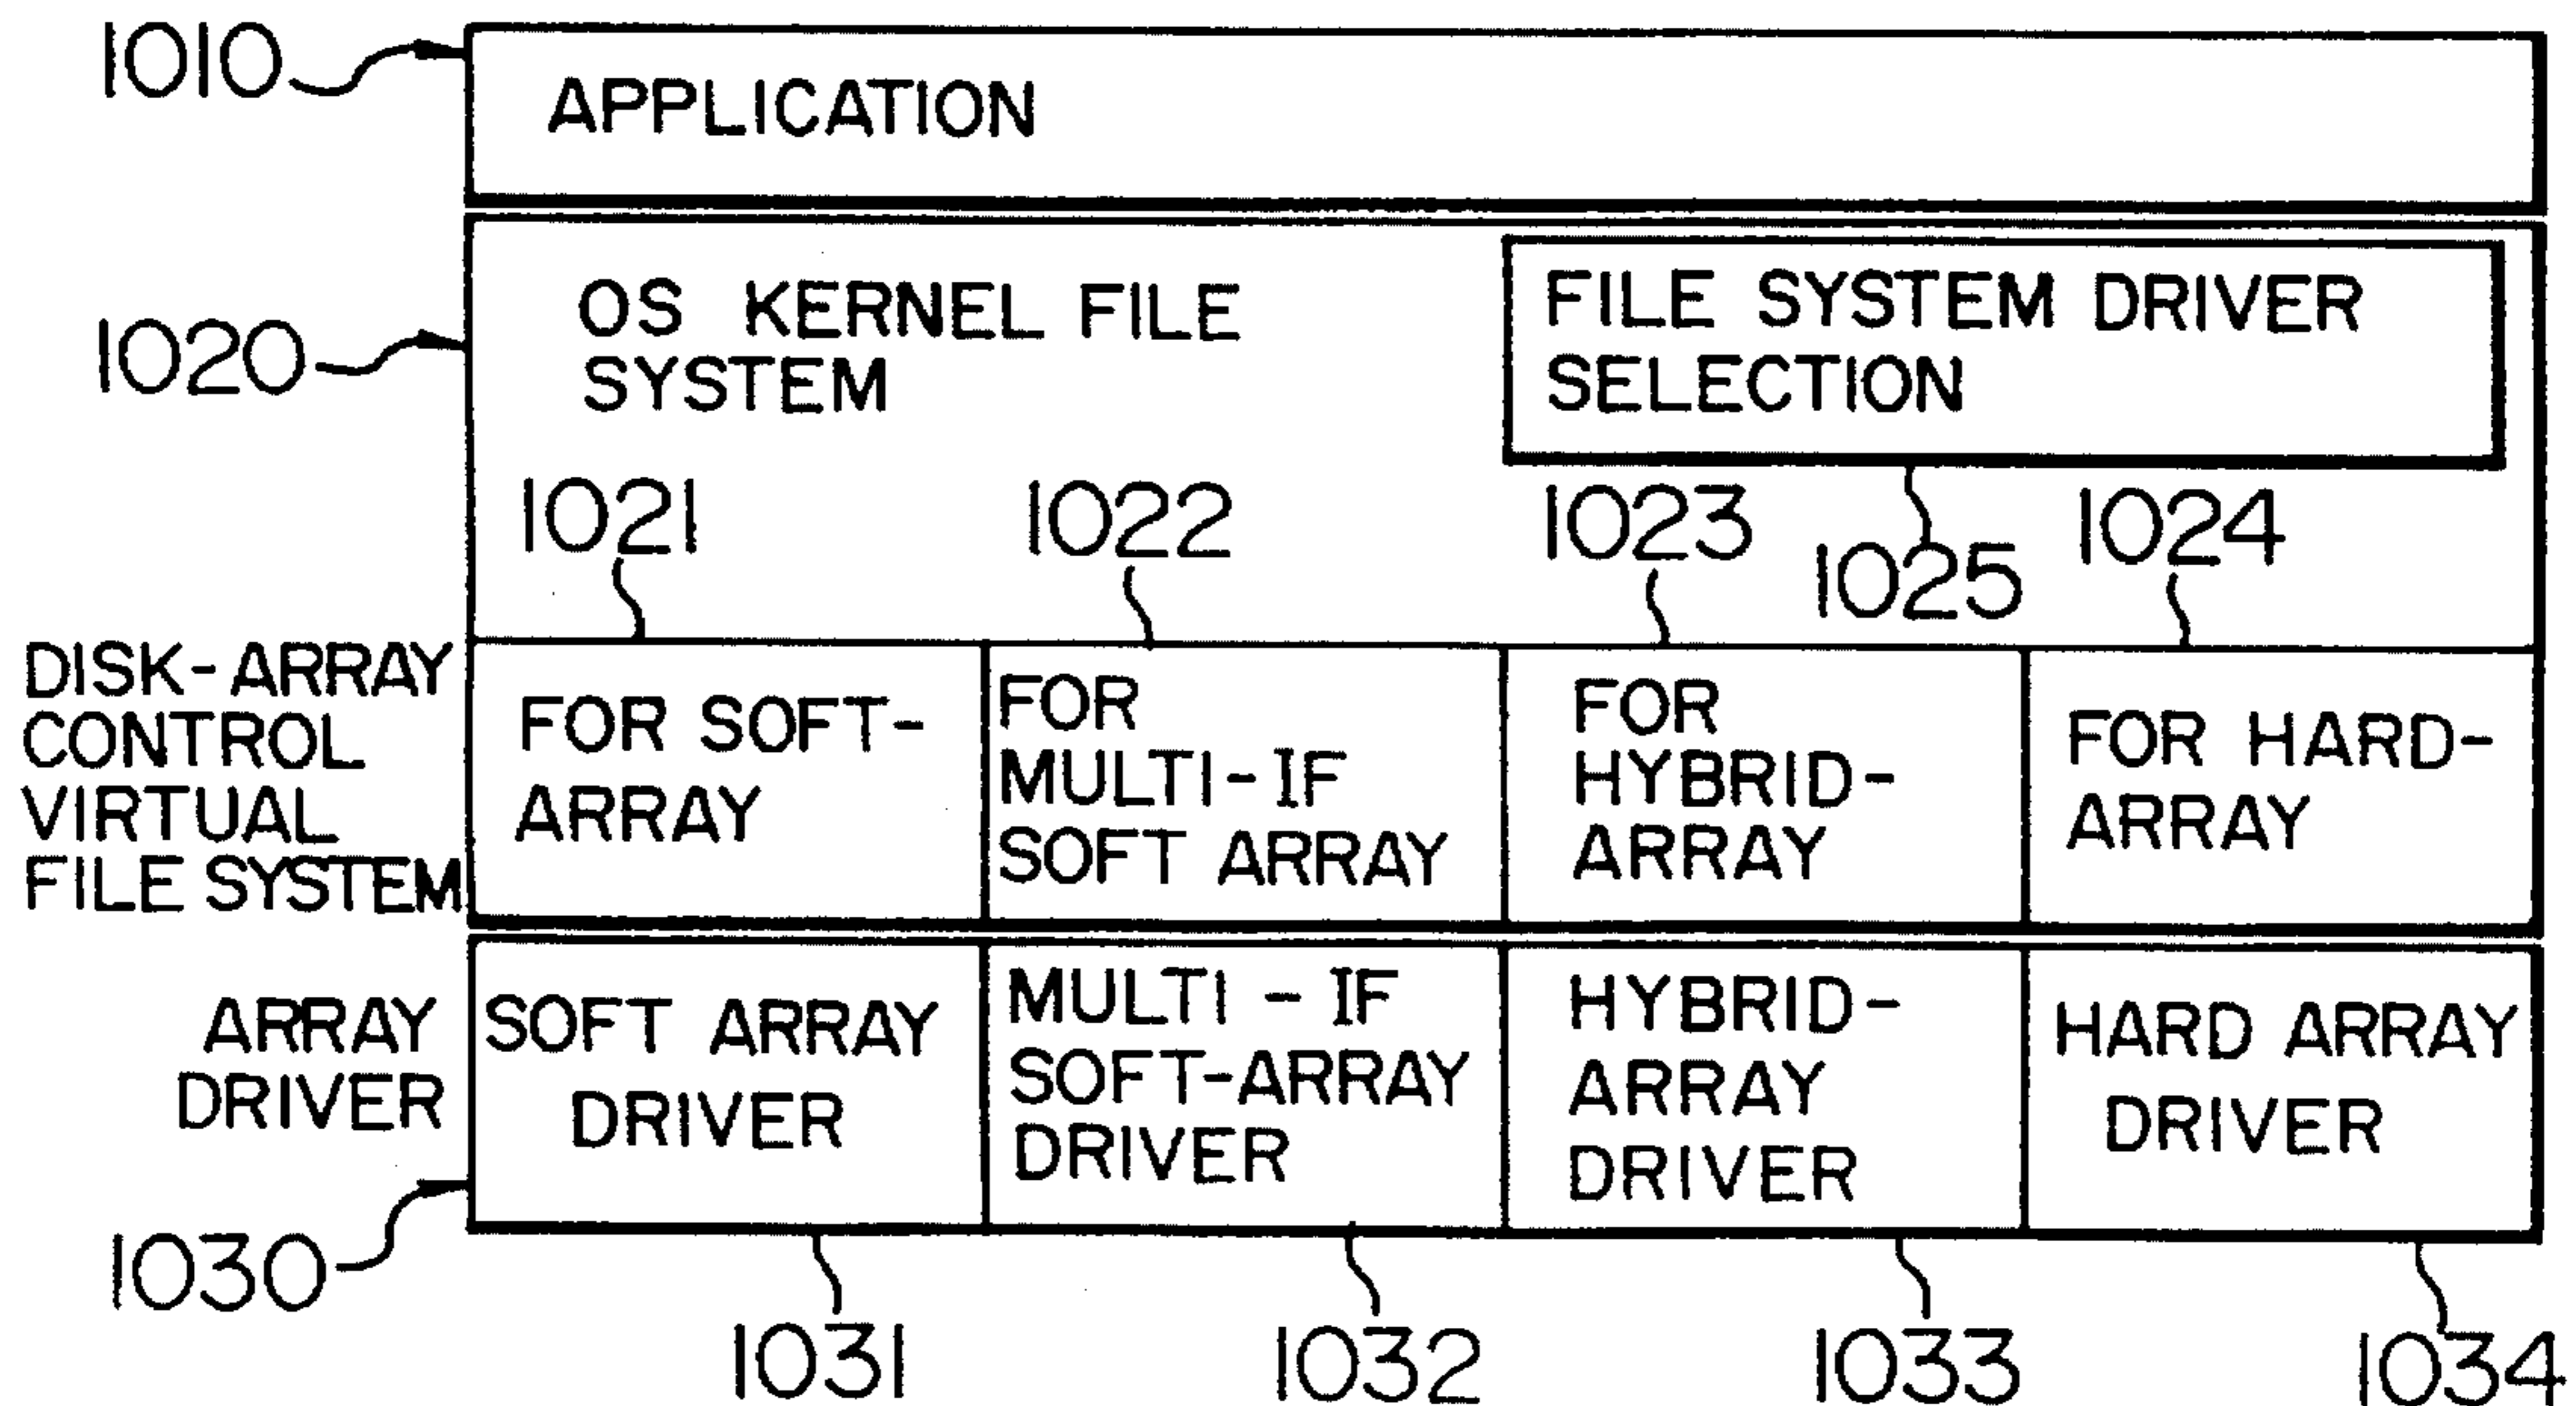 1010
APPLICATION
1020
OS KERNEL FILE
SYSTEM
FILE SYSTEM DRIVER
SELECTION
1021
1022
1023
1025
1024
DISK-ARRAY
CONTROL
VIRTUAL
FILE SYSTEM
FOR SOFT-
ARRAY
FOR
MULTI-IF
SOFT ARRAY
FOR
HYBRID-
ARRAY
FOR HARD-
ARRAY
ARRAY
DRIVER
1030
SOFT ARRAY
DRIVER
MULTI-IF
SOFT-ARRAY
DRIVER
HYBRID-
ARRAY
DRIVER
HARD ARRAY
DRIVER
1031
1032
1033
1034